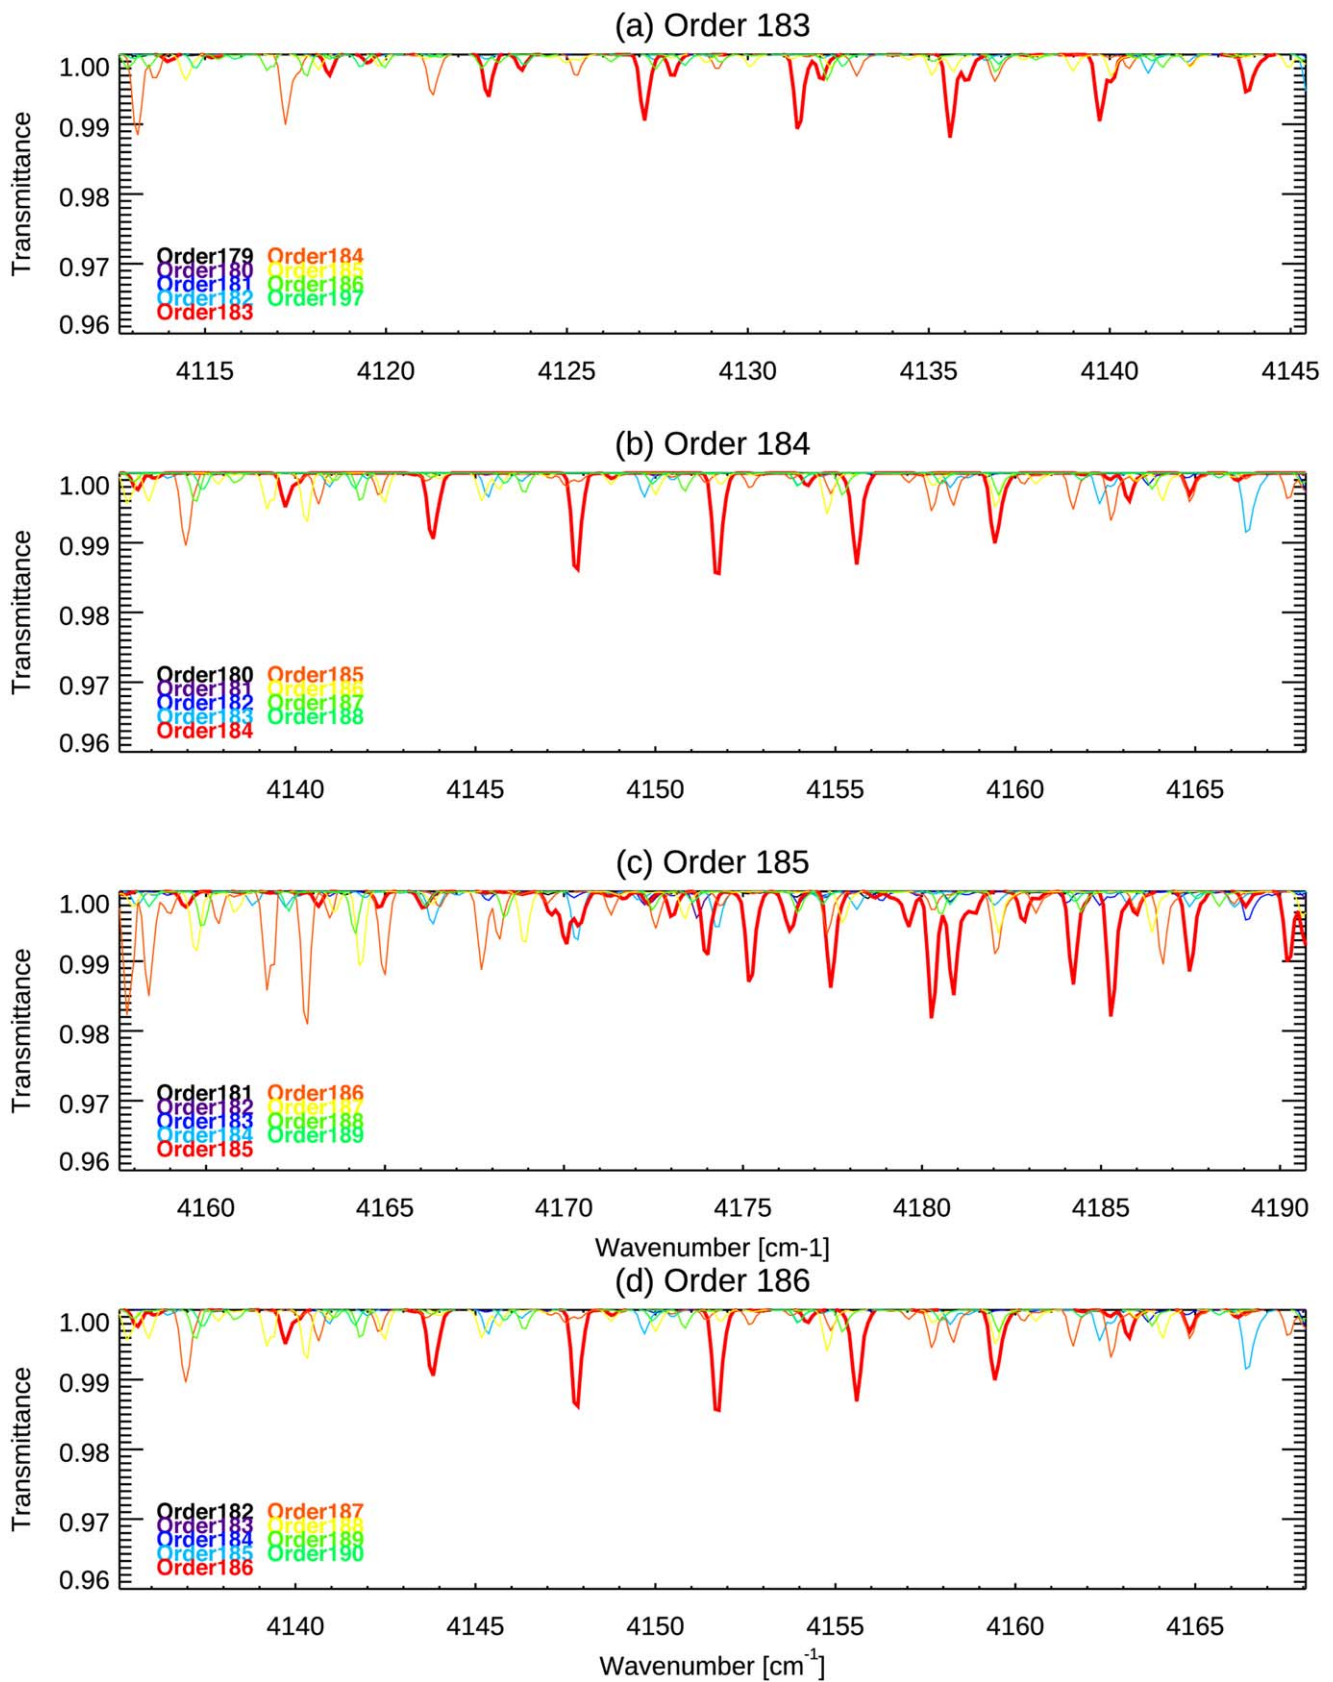 (a) Order 183
Transmittance
1.00
0.99
0.98
0.97
0.96
Order179 Order184
Order180 Order185
Order181 Order186
Order182 Order197
Order183
4115 4120 4125 4130 4135 4140 4145
(b) Order 184
Transmittance
1.00
0.99
0.98
0.97
0.96
Order180 Order185
Order181 Order186
Order182 Order187
Order183 Order188
Order184
4140 4145 4150 4155 4160 4165
(c) Order 185
Transmittance
1.00
0.99
0.98
0.97
0.96
Order181 Order186
Order182 Order187
Order183 Order188
Order184 Order189
Order185
4160 4165 4170 4175 4180 4185 4190
Wavenumber [cm-1]
(d) Order 186
Transmittance
1.00
0.99
0.98
0.97
0.96
Order182 Order187
Order183 Order188
Order184 Order189
Order185 Order190
Order186
4140 4145 4150 4155 4160 4165
Wavenumber [cm⁻¹]